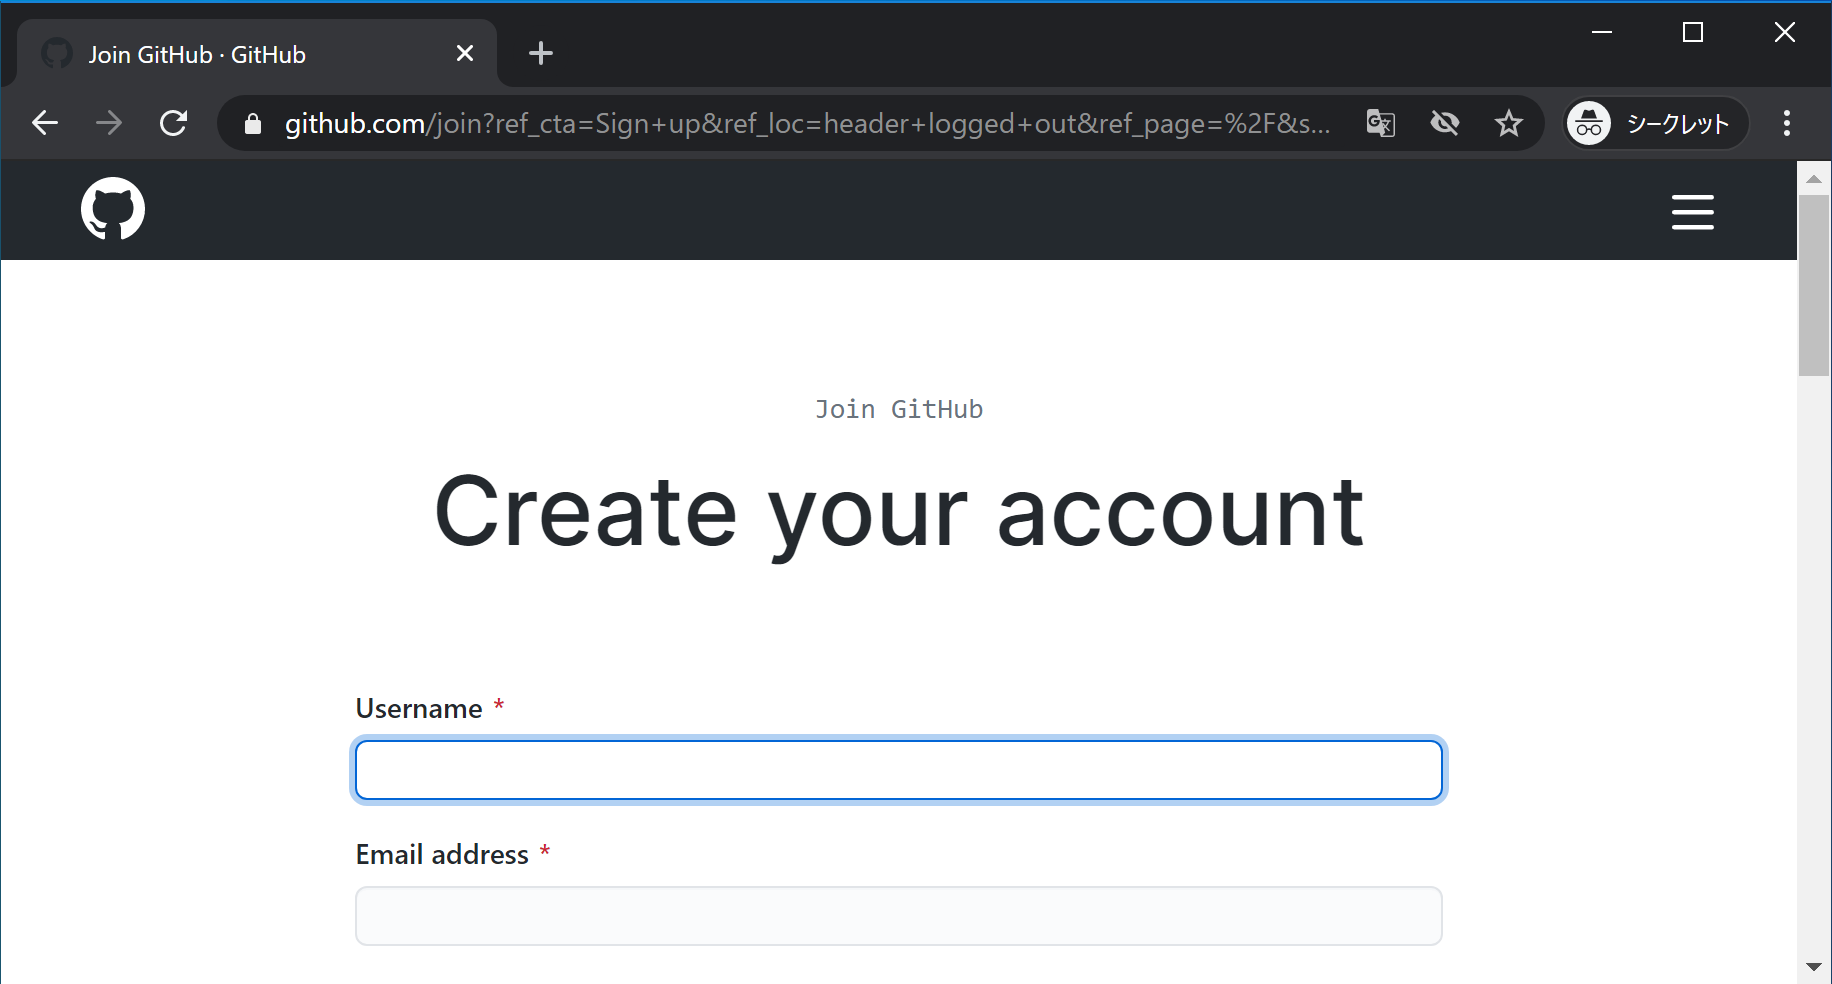 Join GitHub · GitHub
github.com/join?ref_cta=Sign+up&ref_loc=header+logged+out&ref_page=%2F&s...
シークレット
Join GitHub
Create your account
Username *
Email address *